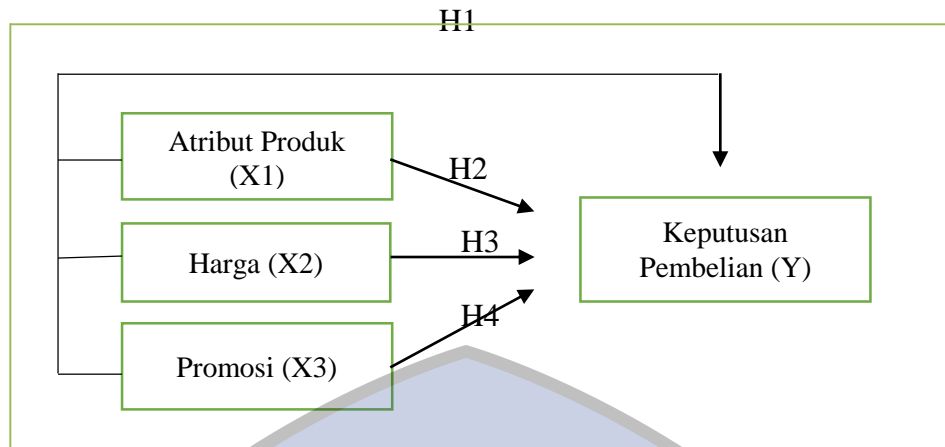 H1
Atribut Produk
(X1)
H2
Harga (X2)
H3
Keputusan
Pembelian (Y)
Promosi (X3)
H4